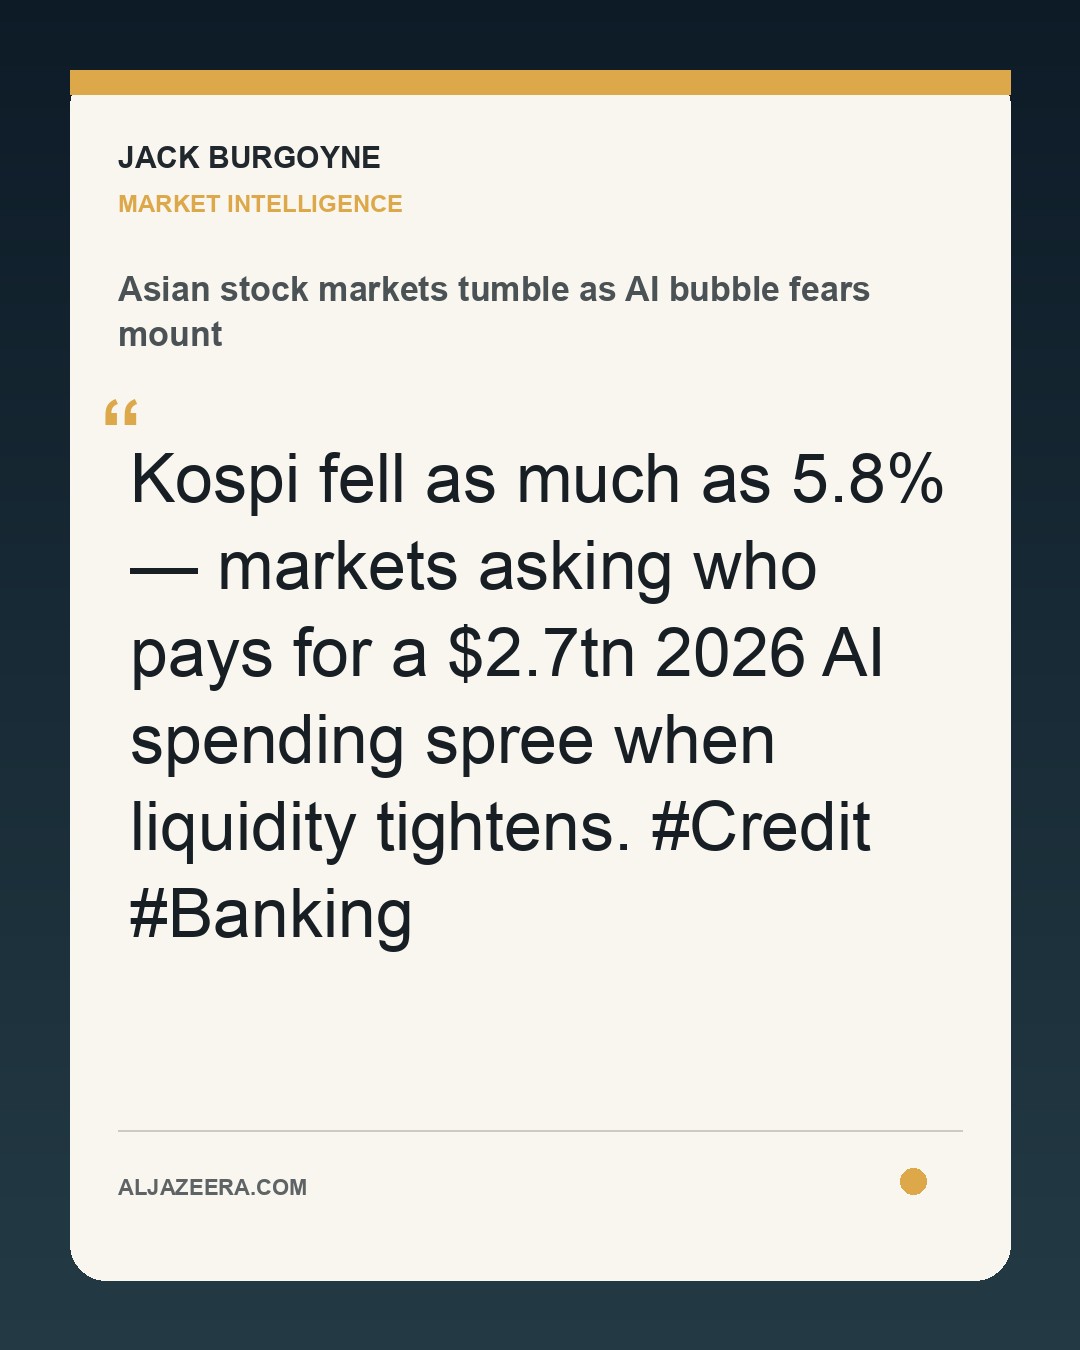 JACK BURGOYNE
MARKET INTELLIGENCE
Asian stock markets tumble as AI bubble fears
mount
“
Kospi fell as much as 5.8%
— markets asking who
pays for a $2.7tn 2026 AI
spending spree when
liquidity tightens. #Credit
#Banking
ALJAZEERA.COM